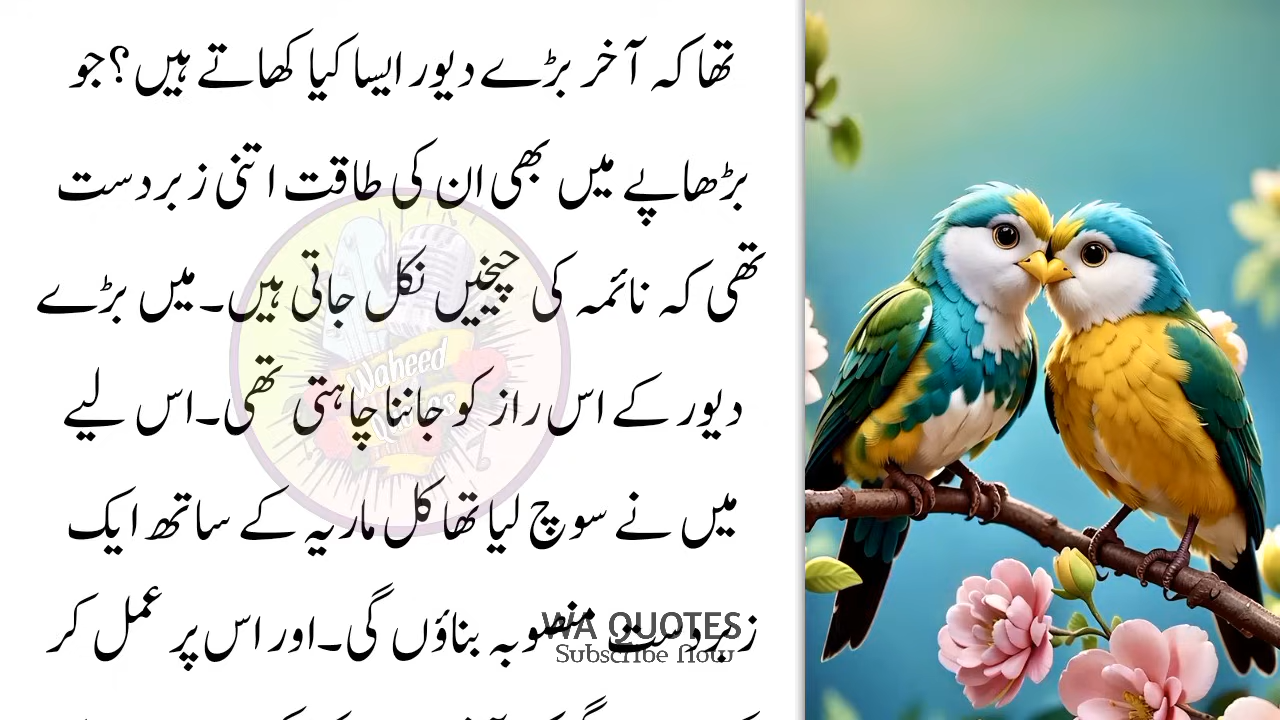 تھا کہ آخر بڑے دیور ایسا کیا کھاتے ہیں؟ جو
بڑھاپے میں بھی ان کی طاقت اتنی زبردست
تھی کہ نائمہ کی چیخیں نکل جاتی ہیں۔ میں بڑے
دیور کے اس راز کو جاننا چاہتی تھی۔ اس لیے
میں نے سوچ لیا تھا کل ماریہ کے ساتھ ایک
زبردست منصوبہ بناؤں گی۔ اور اس پر عمل کر
Waheed
WA QUOTES
Subscribe Now